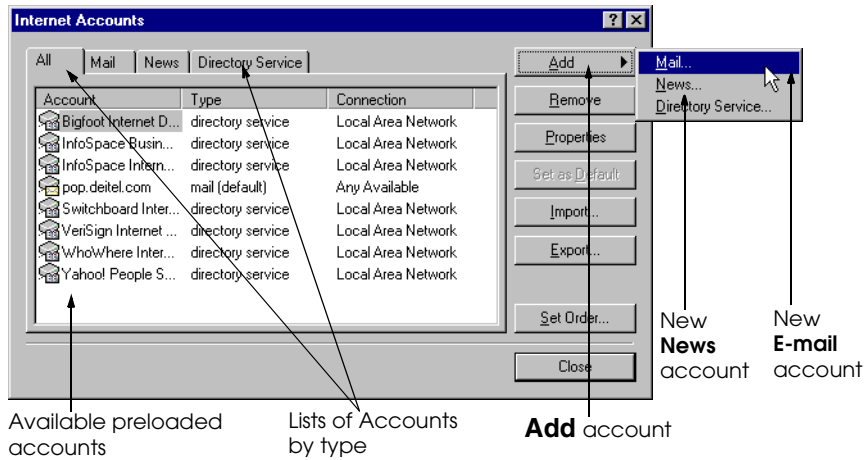 Internet Accounts
All Mail News Directory Service
Add
Mail...
News...
Directory Service...
Account Type Connection
Bigfoot Internet D... directory service Local Area Network
InfoSpace Busin... directory service Local Area Network
InfoSpace Intern... directory service Local Area Network
pop.deitel.com mail (default) Any Available
Switchboard Inter... directory service Local Area Network
VeriSign Internet ... directory service Local Area Network
WhoWhere Inter... directory service Local Area Network
Yahoo! People S... directory service Local Area Network
Remove
Properties
Set as Default
Import...
Export...
Set Order...
Close
New
News
account
New
E-mail
account
Available preloaded
accounts
Lists of Accounts
by type
Add account